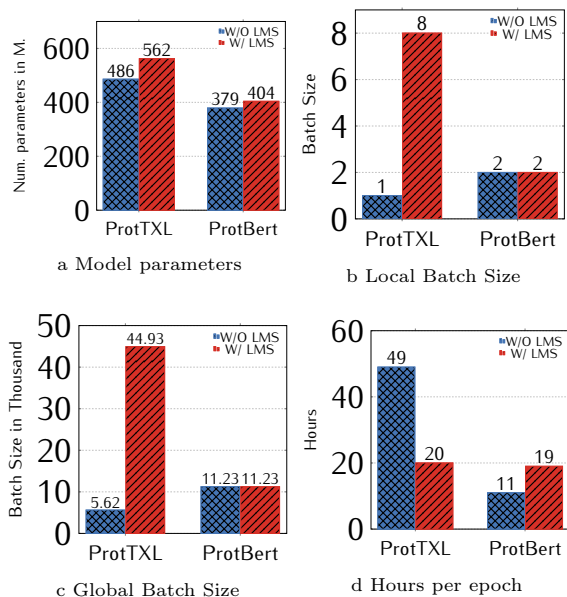 W/O LMS
W/ LMS
Num. parameters in M.
600
400
200
0
486
562
379
404
ProtTXL
ProtBert
a Model parameters
W/O LMS
W/ LMS
Batch Size
8
6
4
2
0
1
8
2
2
ProtTXL
ProtBert
b Local Batch Size
W/O LMS
W/ LMS
Batch Size in Thousand
50
40
30
20
10
0
5.62
44.93
11.23
11.23
ProtTXL
ProtBert
c Global Batch Size
W/O LMS
W/ LMS
Hours
60
40
20
0
49
20
11
19
ProtTXL
ProtBert
d Hours per epoch